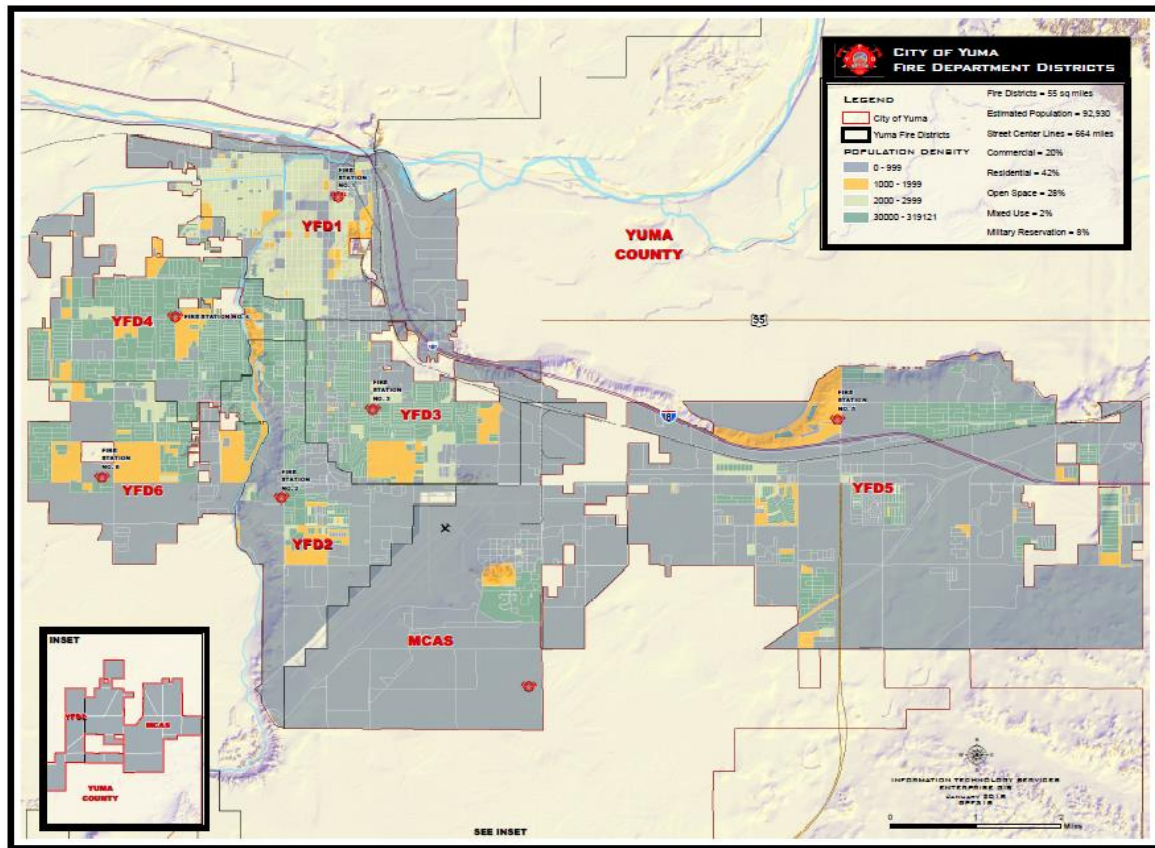 CITY OF YUMA
FIRE DEPARTMENT DISTRICTS
LEGEND
City of Yuma
Yuma Fire Districts
POPULATION DENSITY
0 - 999
1000 - 1999
2000 - 2999
30000 - 319121
Fire Districts = 55 sq miles
Estimated Population = 92,930
Street Center Lines = 664 miles
Commercial = 20%
Residential = 42%
Open Space = 28%
Mixed Use = 2%
Military Reservation = 8%
FIRE
STATION
NO. 1
YFD1
YUMA
COUNTY
95
YFD4
FIRE STATION NO. 4
FIRE
STATION
NO. 3
YFD3
FIRE
STATION
8
FIRE
STATION
YFD6
FIRE
STATION
NO. 2
YFD5
YFD2
MCAS
INSET
MCAS
YUMA
COUNTY
SEE INSET
INFORMATION TECHNOLOGY SERVICES
ENTERPRISE GIS
0 1 2
Miles